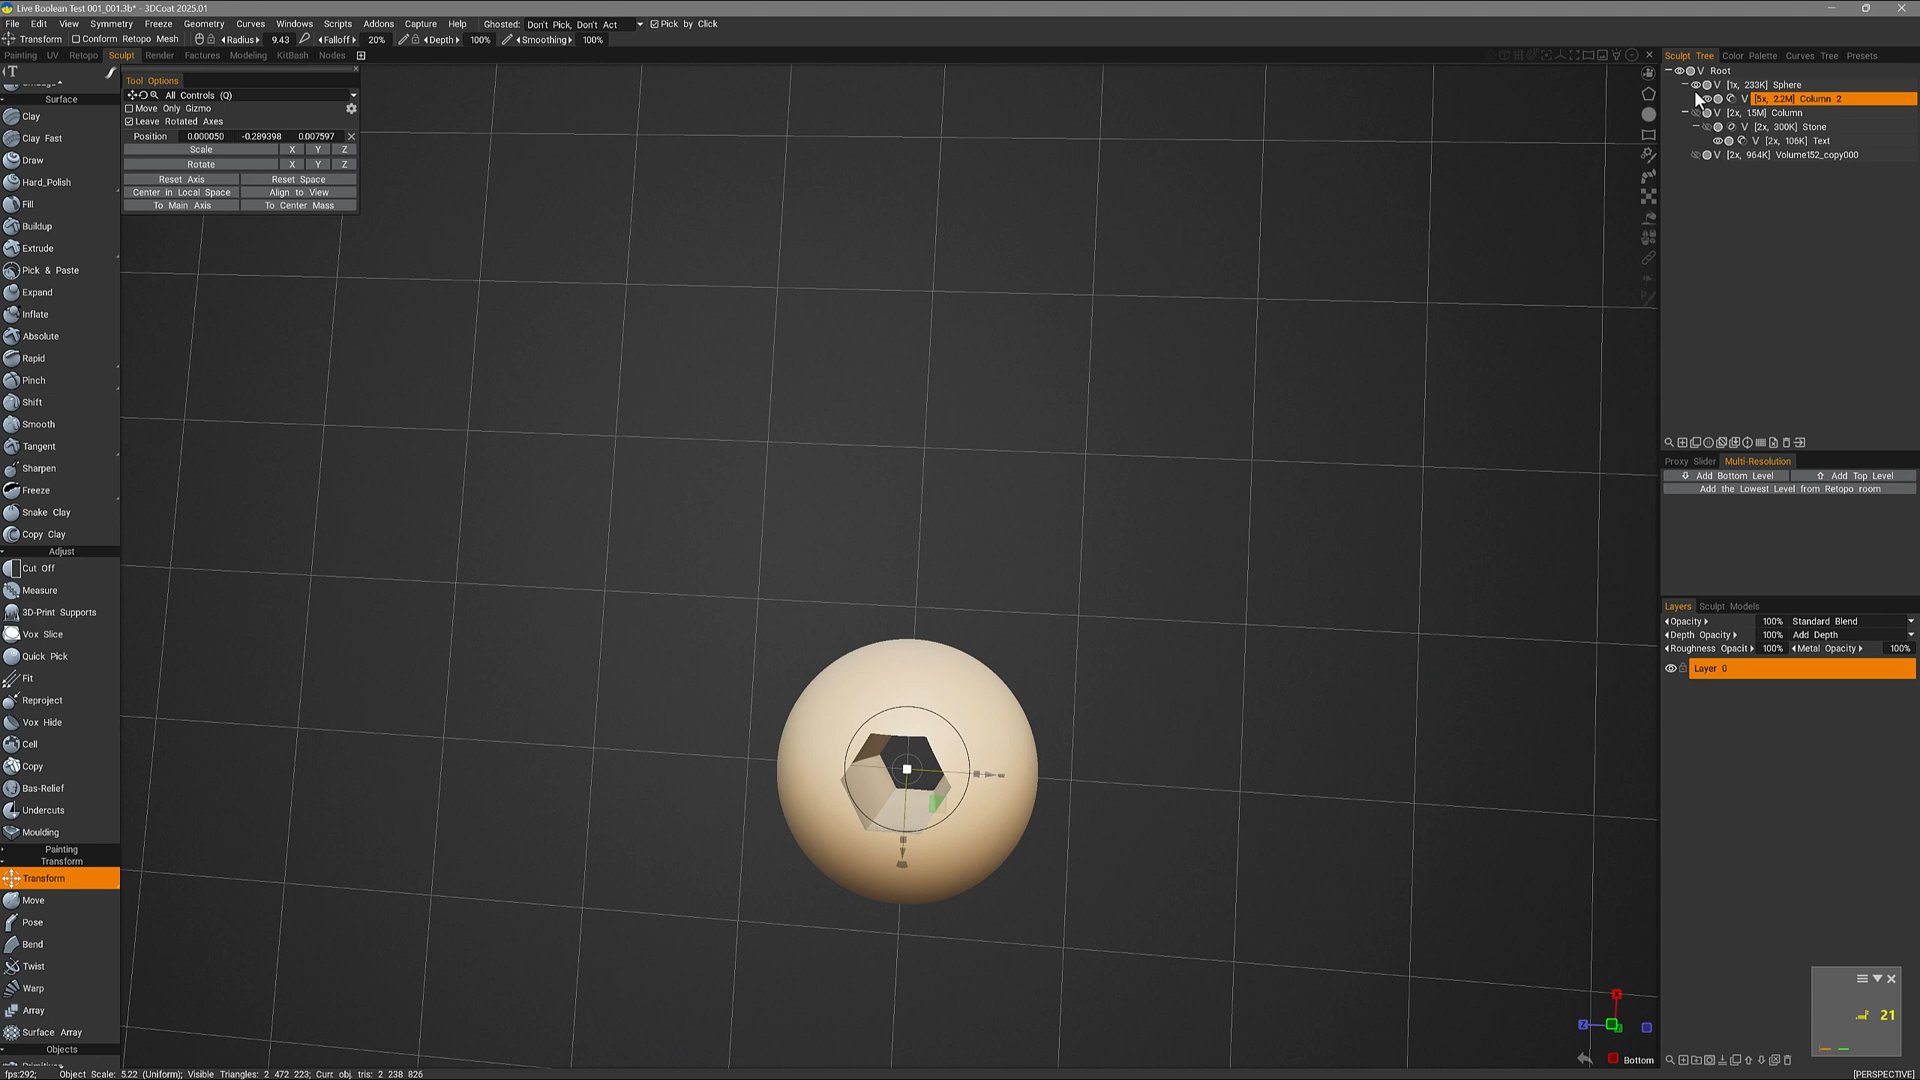 Live Boolean Test 001_001.3b* - 3DCoat 2025.01
File Edit View Symmetry Freeze Geometry Curves Windows Scripts Addons Capture Help Ghosted: Don't Pick, Don't Act Pick by Click
Transform Conform Retopo Mesh Radius 9.43 Falloff 20% Depth 100% Smoothing 100%
Painting UV Retopo Sculpt Render Factures Modeling KitBash Nodes
Sculpt Tree Color Palette Curves Tree Presets
Surface
Clay
Clay Fast
Draw
Hard_Polish
Fill
Buildup
Extrude
Pick & Paste
Expand
Inflate
Absolute
Rapid
Pinch
Shift
Smooth
Tangent
Sharpen
Freeze
Snake Clay
Copy Clay
Adjust
Cut Off
Measure
3D-Print Supports
Vox Slice
Quick Pick
Fit
Reproject
Vox Hide
Cell
Copy
Bas-Relief
Undercuts
Moulding
Painting
Transform
Transform
Move
Pose
Bend
Twist
Warp
Array
Surface Array
Objects
Tool Options
All Controls (Q)
Move Only Gizmo
Leave Rotated Axes
Position 0.000050 -0.289398 0.007597
Scale X Y Z
Rotate X Y Z
Reset Axis Reset Space
Center in Local Space Align to View
To Main Axis To Center Mass
V Root
V [1x, 233K] Sphere
V [5x, 2.2M] Column 2
V [2x, 1.5M] Column
V [2x, 300K] Stone
V [2x, 106K] Text
V [2x, 964K] Volume152_copy000
Proxy Slider Multi-Resolution
Add Bottom Level Add Top Level
Add the Lowest Level from Retopo room
Layers Sculpt Models
Opacity 100% Standard Blend
Depth Opacity 100% Add Depth
Roughness Opacit 100% Metal Opacity 100%
Layer 0
21
Bottom
fps:292; Object Scale: 5.22 (Uniform); Visible Triangles: 2 472 223; Curr. obj. tris: 2 238 826
[PERSPECTIVE]